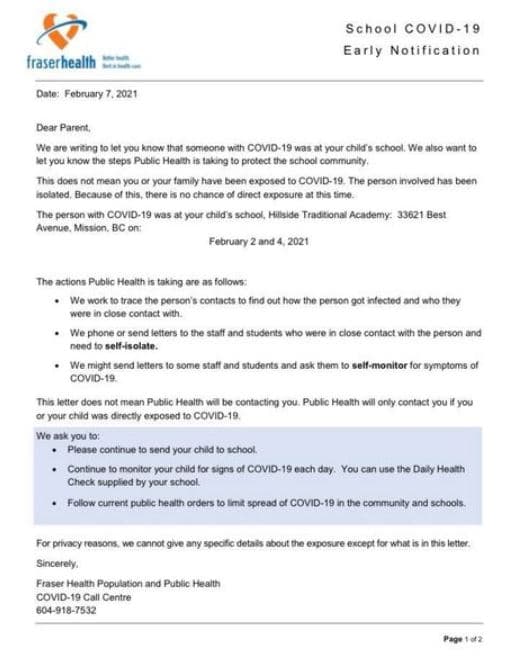 School COVID-19
Early Notification
fraserhealth
Better health.
Best in health care.
Date: February 7, 2021
Dear Parent,
We are writing to let you know that someone with COVID-19 was at your child's school. We also want to
let you know the steps Public Health is taking to protect the school community.
This does not mean you or your family have been exposed to COVID-19. The person involved has been
isolated. Because of this, there is no chance of direct exposure at this time.
The person with COVID-19 was at your child's school, Hillside Traditional Academy: 33621 Best
Avenue, Mission, BC on:
February 2 and 4, 2021
The actions Public Health is taking are as follows:
• We work to trace the person's contacts to find out how the person got infected and who they
were in close contact with.
• We phone or send letters to the staff and students who were in close contact with the person and
need to self-isolate.
• We might send letters to some staff and students and ask them to self-monitor for symptoms of
COVID-19.
This letter does not mean Public Health will be contacting you. Public Health will only contact you if you
or your child was directly exposed to COVID-19.
We ask you to:
• Please continue to send your child to school.
• Continue to monitor your child for signs of COVID-19 each day. You can use the Daily Health
Check supplied by your school.
• Follow current public health orders to limit spread of COVID-19 in the community and schools.
For privacy reasons, we cannot give any specific details about the exposure except for what is in this letter.
Sincerely,
Fraser Health Population and Public Health
COVID-19 Call Centre
604-918-7532
Page 1 of 2